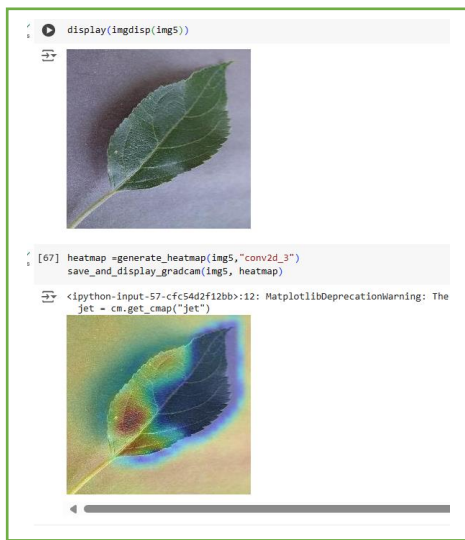 display(imgdisp(img5))
[67] heatmap =generate_heatmap(img5,"conv2d_3")
save_and_display_gradcam(img5, heatmap)
<ipython-input-57-cfc54d2f12bb>:12: MatplotlibDeprecationWarning: The
jet = cm.get_cmap("jet")